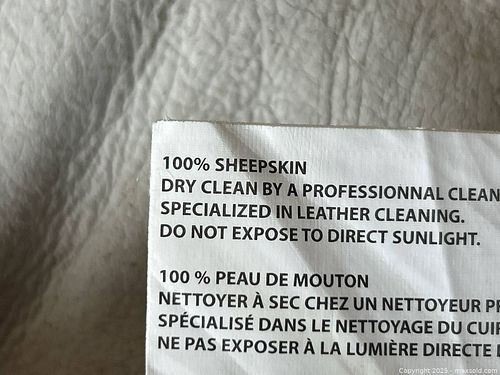 100% SHEEPSKIN
DRY CLEAN BY A PROFESSIONNAL CLEAN
SPECIALIZED IN LEATHER CLEANING.
DO NOT EXPOSE TO DIRECT SUNLIGHT.
100 % PEAU DE MOUTON
NETTOYER À SEC CHEZ UN NETTOYEUR
SPÉCIALISÉ DANS LE NETTOYAGE DU
NE PAS EXPOSER À LA LUMIÈRE DIRECTE
Copyright 2025 - maxsold.com